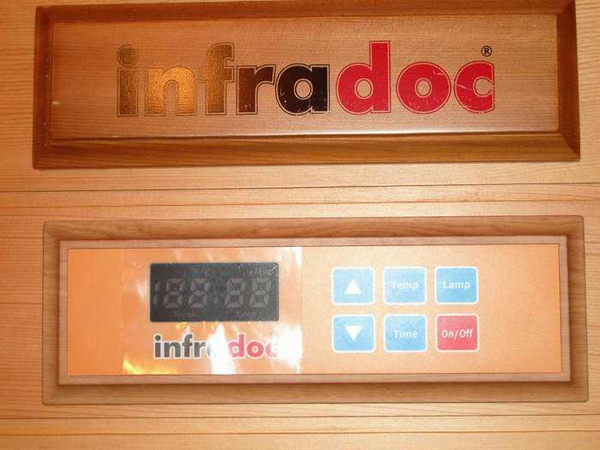 infradoc®
infradoc
Temp Lamp
Time On/Off